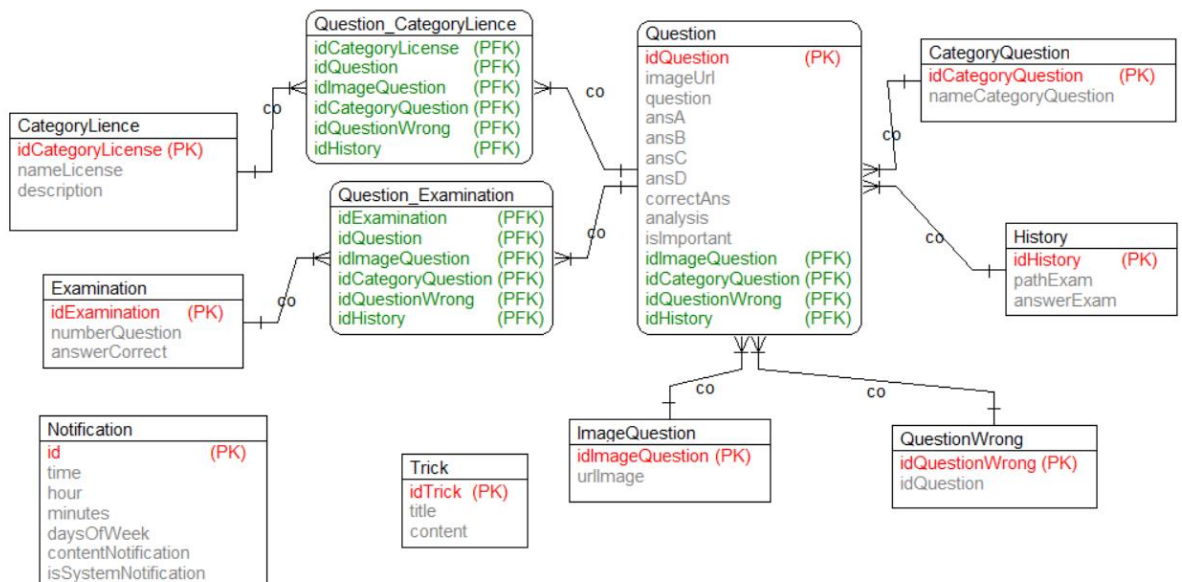 Question_CategoryLience
idCategoryLicense (PFK)
idQuestion (PFK)
idImageQuestion (PFK)
idCategoryQuestion (PFK)
idQuestionWrong (PFK)
idHistory (PFK)
Question
idQuestion (PK)
imageUrl
question
ansA
ansB
ansC
ansD
correctAns
analysis
isImportant
idImageQuestion (PFK)
idCategoryQuestion (PFK)
idQuestionWrong (PFK)
idHistory (PFK)
CategoryQuestion
idCategoryQuestion (PK)
nameCategoryQuestion
CategoryLience
idCategoryLicense (PK)
nameLicense
description
co
co
co
Question_Examination
idExamination (PFK)
idQuestion (PFK)
idImageQuestion (PFK)
idCategoryQuestion (PFK)
idQuestionWrong (PFK)
idHistory (PFK)
co
co
co
History
idHistory (PK)
pathExam
answerExam
Examination
idExamination (PK)
numberQuestion
answerCorrect
co
co
Notification
id (PK)
time
hour
minutes
daysOfWeek
contentNotification
isSystemNotification
Trick
idTrick (PK)
title
content
ImageQuestion
idImageQuestion (PK)
urlImage
QuestionWrong
idQuestionWrong (PK)
idQuestion